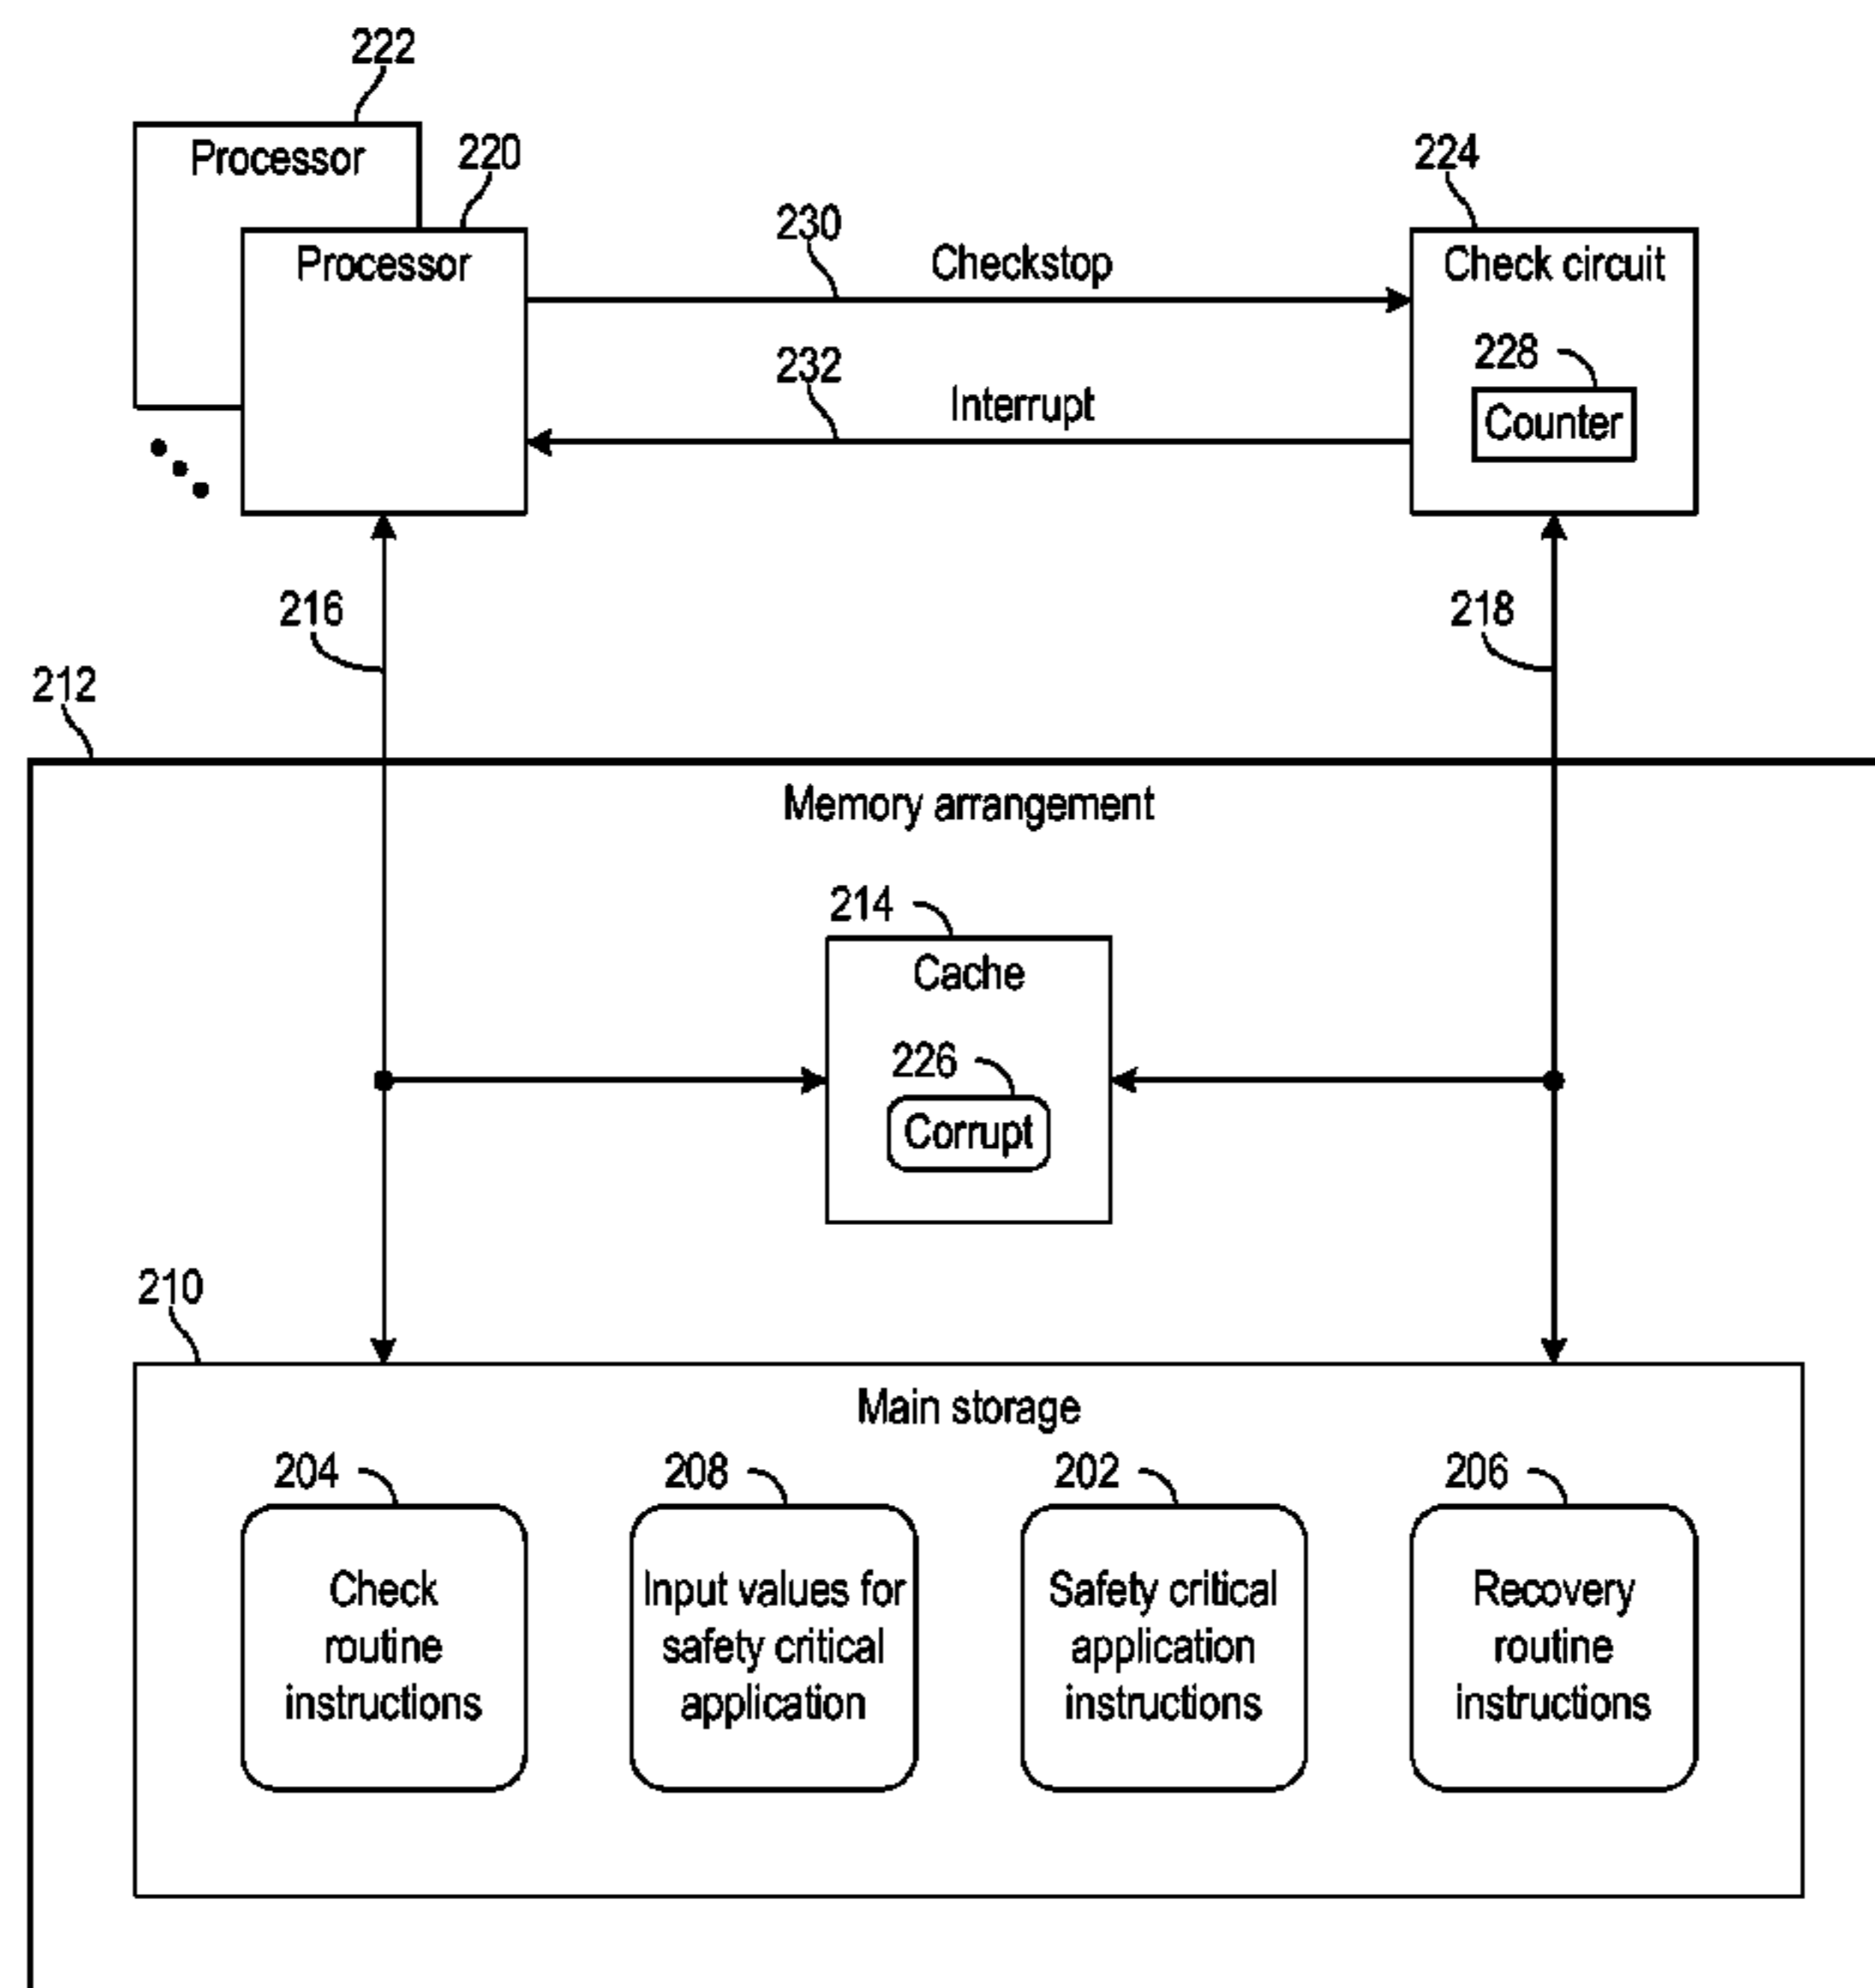 222
Processor
220
Processor
230
Checkstop
224
Check circuit
232
Interrupt
228
Counter
216
218
212
Memory arrangement
214
Cache
226
Corrupt
210
Main storage
204
Check
routine
instructions
208
Input values for
safety critical
application
202
Safety critical
application
instructions
206
Recovery
routine
instructions